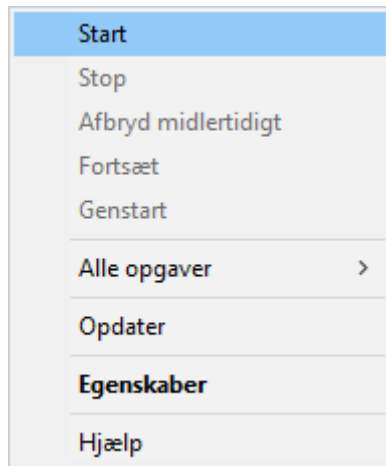 Start
Stop
Afbryd midlertidigt
Fortsæt
Genstart
Alle opgaver
Opdater
Egenskaber
Hjælp